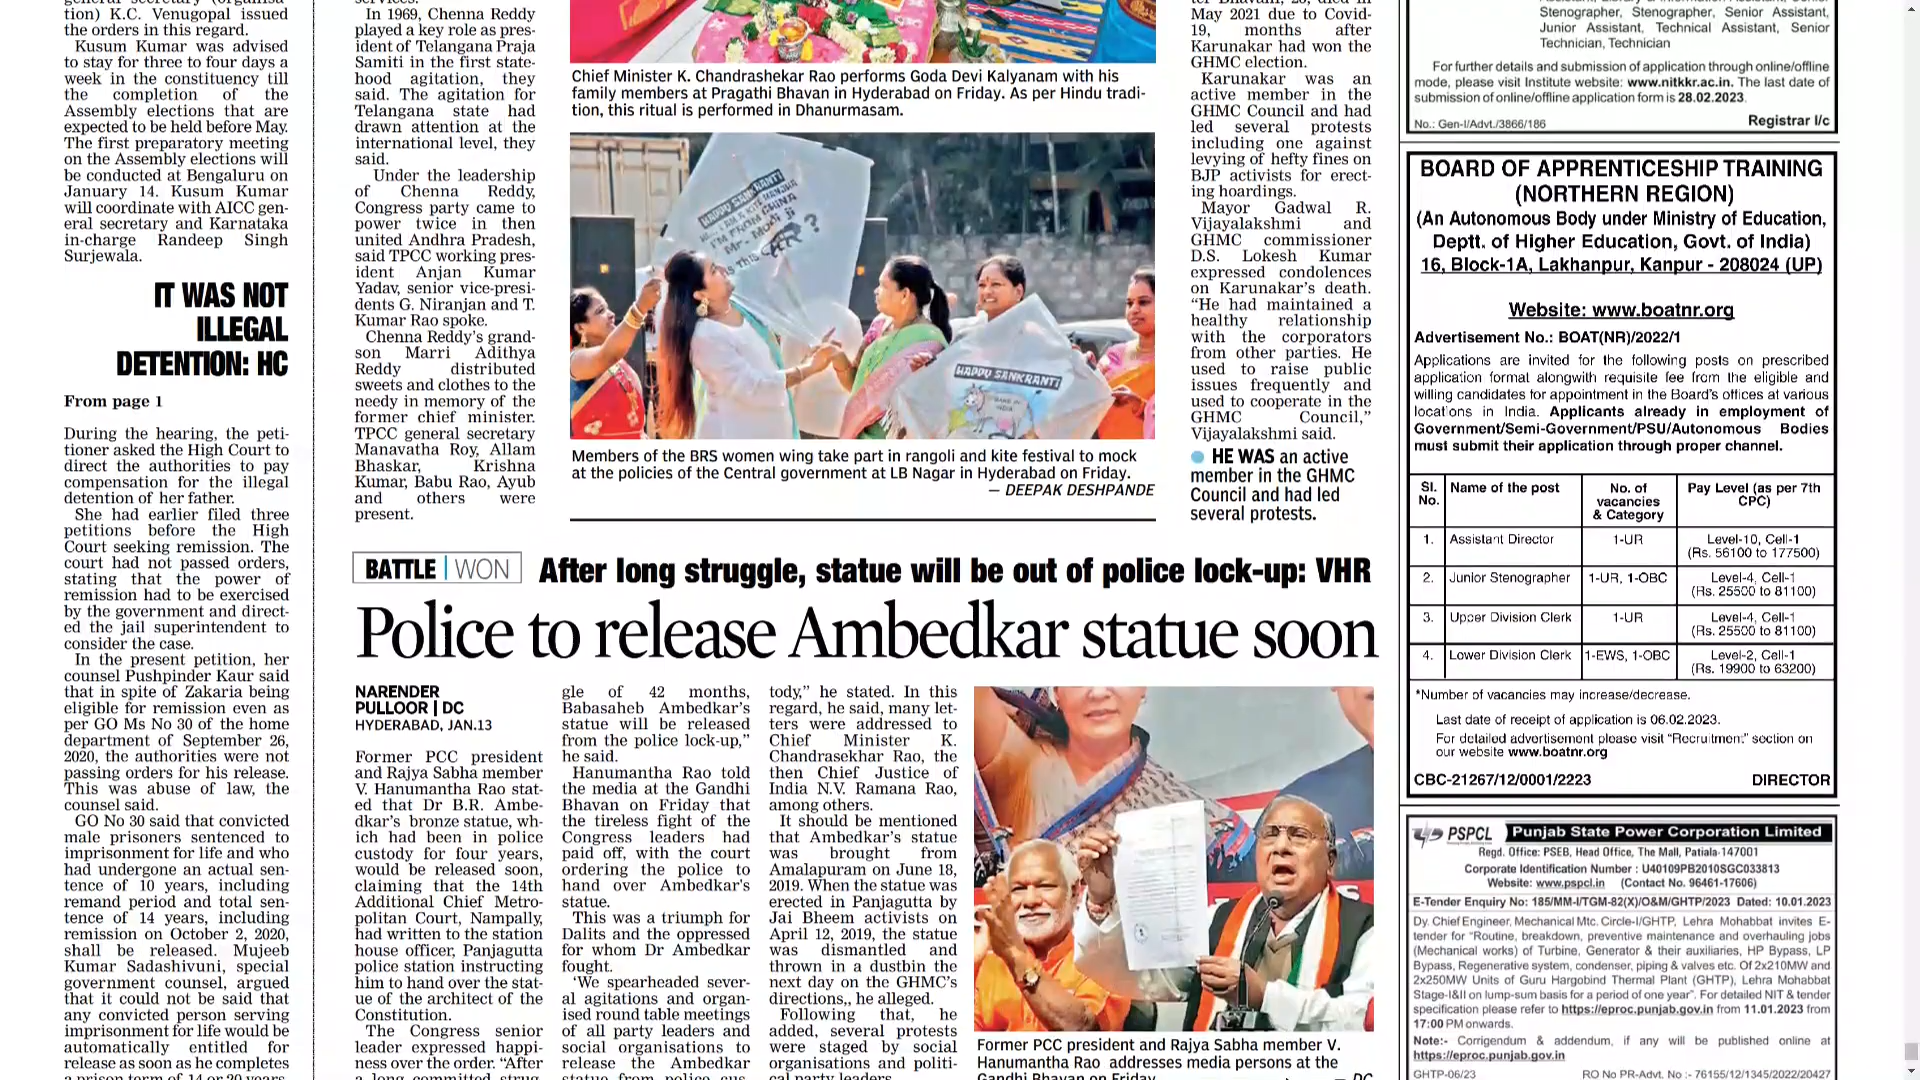 general secretary (organisa-
tion) K.C. Venugopal issued
the orders in this regard.
Kusum Kumar was advised
to stay for three to four days a
week in the constituency till
the completion of the
Assembly elections that are
expected to be held before May.
The first preparatory meeting
on the Assembly elections will
be conducted at Bengaluru on
January 14. Kusum Kumar
will coordinate with AICC gen-
eral secretary and Karnataka
in-charge Randeep Singh
Surjewala.
IT WAS NOT
ILLEGAL
DETENTION: HC
From page 1
During the hearing, the peti-
tioner asked the High Court to
direct the authorities to pay
compensation for the illegal
detention of her father.
She had earlier filed three
petitions before the High
Court seeking remission. The
court had not passed orders,
stating that the power of
remission had to be exercised
by the government and direct-
ed the jail superintendent to
consider the case.
In the present petition, her
counsel Pushpinder Kaur said
that in spite of Zakaria being
eligible for remission even as
per GO Ms No 30 of the home
department of September 26,
2020, the authorities were not
passing orders for his release.
This was abuse of law, the
counsel said.
GO No 30 said that convicted
male prisoners sentenced to
imprisonment for life and who
had undergone an actual sen-
tence of 10 years, including
remand period and total sen-
tence of 14 years, including
remission on October 2, 2020,
shall be released. Mujeeb
Kumar Sadashivuni, special
government counsel, argued
that it could not be said that
any convicted person serving
imprisonment for life would be
automatically entitled for
release as soon as he completes
a prison term of 14 or 20 years.
services.
In 1969, Chenna Reddy
played a key role as pres-
ident of Telangana Praja
Samiti in the first state-
hood agitation, they
said. The agitation for
Telangana state had
drawn attention at the
international level, they
said.
Under the leadership
of Chenna Reddy,
Congress party came to
power twice in then
united Andhra Pradesh,
said TPCC working pres-
ident Anjan Kumar
Yadav, senior vice-presi-
dents G. Niranjan and T.
Kumar Rao spoke.
Chenna Reddy's grand-
son Marri Adithya
Reddy distributed
sweets and clothes to the
needy in memory of the
former chief minister.
TPCC general secretary
Manavatha Roy, Allam
Bhaskar, Krishna
Kumar, Babu Rao, Ayub
and others were
present.
Chief Minister K. Chandrashekar Rao performs Goda Devi Kalyanam with his
family members at Pragathi Bhavan in Hyderabad on Friday. As per Hindu tradi-
tion, this ritual is performed in Dhanurmasam.
HAPPY SANKRANTI
I'M FROM CHINA
Mr. MODI JI
IS THIS
?
HAPPY SANKRANTI
MAKE IN
INDIA
Members of the BRS women wing take part in rangoli and kite festival to mock
at the policies of the Central government at LB Nagar in Hyderabad on Friday.
— DEEPAK DESHPANDE
ter Bhavani, 20, died in
May 2021 due to Covid-
19, months after
Karunakar had won the
GHMC election.
Karunakar was an
active member in the
GHMC Council and had
led several protests
including one against
levying of hefty fines on
BJP activists for erect-
ing hoardings.
Mayor Gadwal R.
Vijayalakshmi and
GHMC commissioner
D.S. Lokesh Kumar
expressed condolences
on Karunakar's death.
“He had maintained a
healthy relationship
with the corporators
from other parties. He
used to raise public
issues frequently and
used to cooperate in the
GHMC Council,”
Vijayalakshmi said.
● HE WAS an active
member in the GHMC
Council and had led
several protests.
BATTLE | WON
After long struggle, statue will be out of police lock-up: VHR
Police to release Ambedkar statue soon
NARENDER
PULLOOR | DC
HYDERABAD, JAN.13
Former PCC president
and Rajya Sabha member
V. Hanumantha Rao stat-
ed that Dr B.R. Ambe-
dkar's bronze statue, wh-
ich had been in police
custody for four years,
would be released soon,
claiming that the 14th
Additional Chief Metro-
politan Court, Nampally,
had written to the station
house officer, Panjagutta
police station instructing
him to hand over the stat-
ue of the architect of the
Constitution.
The Congress senior
leader expressed happi-
ness over the order. “After
a long committed strug-
gle of 42 months,
Babasaheb Ambedkar's
statue will be released
from the police lock-up,”
he said.
Hanumantha Rao told
the media at the Gandhi
Bhavan on Friday that
the tireless fight of the
Congress leaders had
paid off, with the court
ordering the police to
hand over Ambedkar's
statue.
This was a triumph for
Dalits and the oppressed
for whom Dr Ambedkar
fought.
‘We spearheaded sever-
al agitations and organ-
ised round table meetings
of all party leaders and
social organisations to
release the Ambedkar
statue from police cus-
tody,” he stated. In this
regard, he said, many let-
ters were addressed to
Chief Minister K.
Chandrasekhar Rao, the
then Chief Justice of
India N.V. Ramana Rao,
among others.
It should be mentioned
that Ambedkar's statue
was brought from
Amalapuram on June 18,
2019. When the statue was
erected in Panjagutta by
Jai Bheem activists on
April 12, 2019, the statue
was dismantled and
thrown in a dustbin the
next day on the GHMC's
directions,, he alleged.
Following that, he
added, several protests
were staged by social
organisations and politi-
cal party leaders.
Former PCC president and Rajya Sabha member V.
Hanumantha Rao addresses media persons at the
Gandhi Bhavan on Friday.
— DC
Stenographer, Stenographer, Senior Assistant,
Junior Assistant, Technical Assistant, Senior
Technician, Technician
For further details and submission of application through online/offline
mode, please visit Institute website: www.nitkkr.ac.in. The last date of
submission of online/offline application form is 28.02.2023.
No.: Gen-I/Advt./3866/186
Registrar I/c
BOARD OF APPRENTICESHIP TRAINING
(NORTHERN REGION)
(An Autonomous Body under Ministry of Education,
Deptt. of Higher Education, Govt. of India)
16, Block-1A, Lakhanpur, Kanpur - 208024 (UP)
Website: www.boatnr.org
Advertisement No.: BOAT(NR)/2022/1
Applications are invited for the following posts on prescribed
application format alongwith requisite fee from the eligible and
willing candidates for appointment in the Board's offices at various
locations in India. Applicants already in employment of
Government/Semi-Government/PSU/Autonomous Bodies
must submit their application through proper channel.
Sl. No. Name of the post No. of vacancies & Category Pay Level (as per 7th CPC)
1. Assistant Director 1-UR Level-10, Cell-1 (Rs. 56100 to 177500)
2. Junior Stenographer 1-UR, 1-OBC Level-4, Cell-1 (Rs. 25500 to 81100)
3. Upper Division Clerk 1-UR Level-4, Cell-1 (Rs. 25500 to 81100)
4. Lower Division Clerk 1-EWS, 1-OBC Level-2, Cell-1 (Rs. 19900 to 63200)
*Number of vacancies may increase/decrease.
Last date of receipt of application is 06.02.2023.
For detailed advertisement please visit “Recruitment” section on
our website www.boatnr.org
CBC-21267/12/0001/2223
DIRECTOR
PSPCL Punjab State Power Corporation Limited
Regd. Office: PSEB, Head Office, The Mall, Patiala-147001
Corporate Identification Number : U40109PB2010SGC033813
Website: www.pspcl.in (Contact No. 96461-17606)
E-Tender Enquiry No: 185/MM-I/TGM-82(X)/O&M/GHTP/2023 Dated: 10.01.2023
Dy. Chief Engineer, Mechanical Mtc. Circle-I/GHTP, Lehra Mohabbat invites E-
tender for “Routine, breakdown, preventive maintenance and overhauling jobs
(Mechanical works) of Turbine, Generator & their auxiliaries, HP Bypass, LP
Bypass, Regenerative system, condenser, piping & valves etc. Of 2x210MW and
2x250MW Units of Guru Hargobind Thermal Plant (GHTP), Lehra Mohabbat
Stage-I&II on lump-sum basis for a period of one year”. For detailed NIT & tender
specification please refer to https://eproc.punjab.gov.in from 11.01.2023 from
17:00 PM onwards.
Note:- Corrigendum & addendum, if any will be published online at
https://eproc.punjab.gov.in
GHTP-06/23
RO No PR-Advt. No :- 76155/12/1345/2022/20427